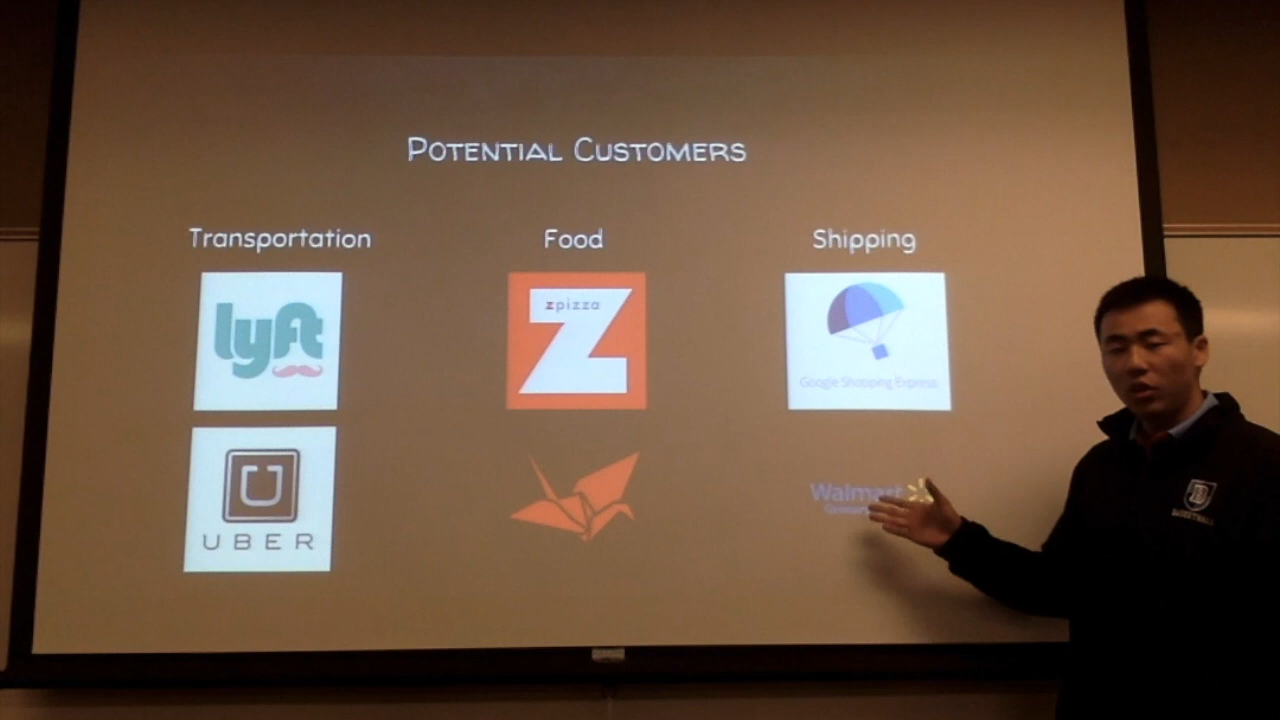 POTENTIAL CUSTOMERS
Transportation
Food
Shipping
lyft
zpizza
Z
Google Shopping Express
U
UBER
Walmart